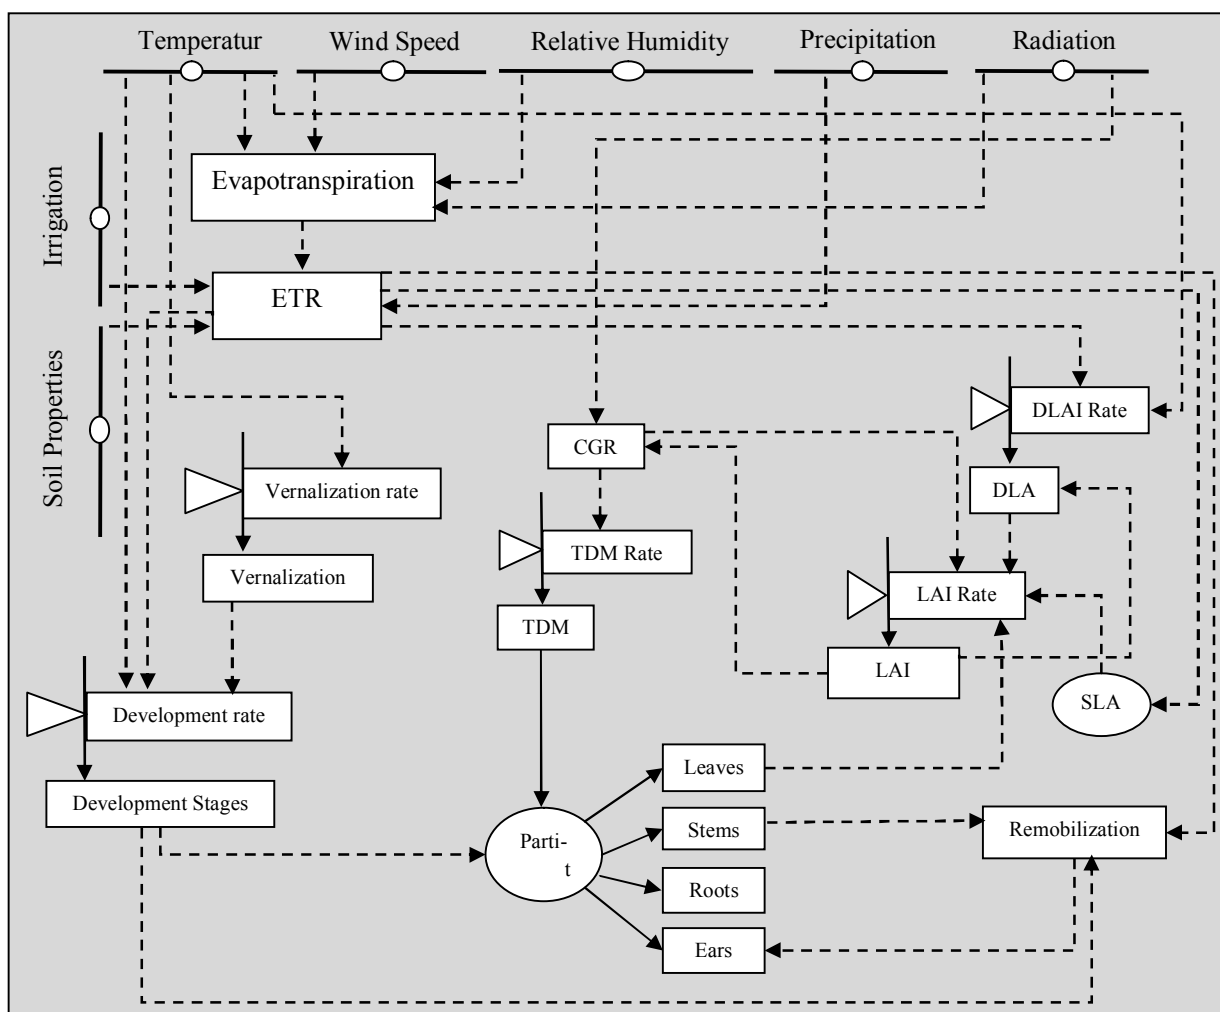 Temperatur
Wind Speed
Relative Humidity
Precipitation
Radiation
Irrigation
Evapotranspiration
ETR
Soil Properties
DLAI Rate
CGR
DLA
Vernalization rate
TDM Rate
Vernalization
LAI Rate
TDM
LAI
SLA
Development rate
Leaves
Development Stages
Stems
Remobilization
Parti-
t
Roots
Ears